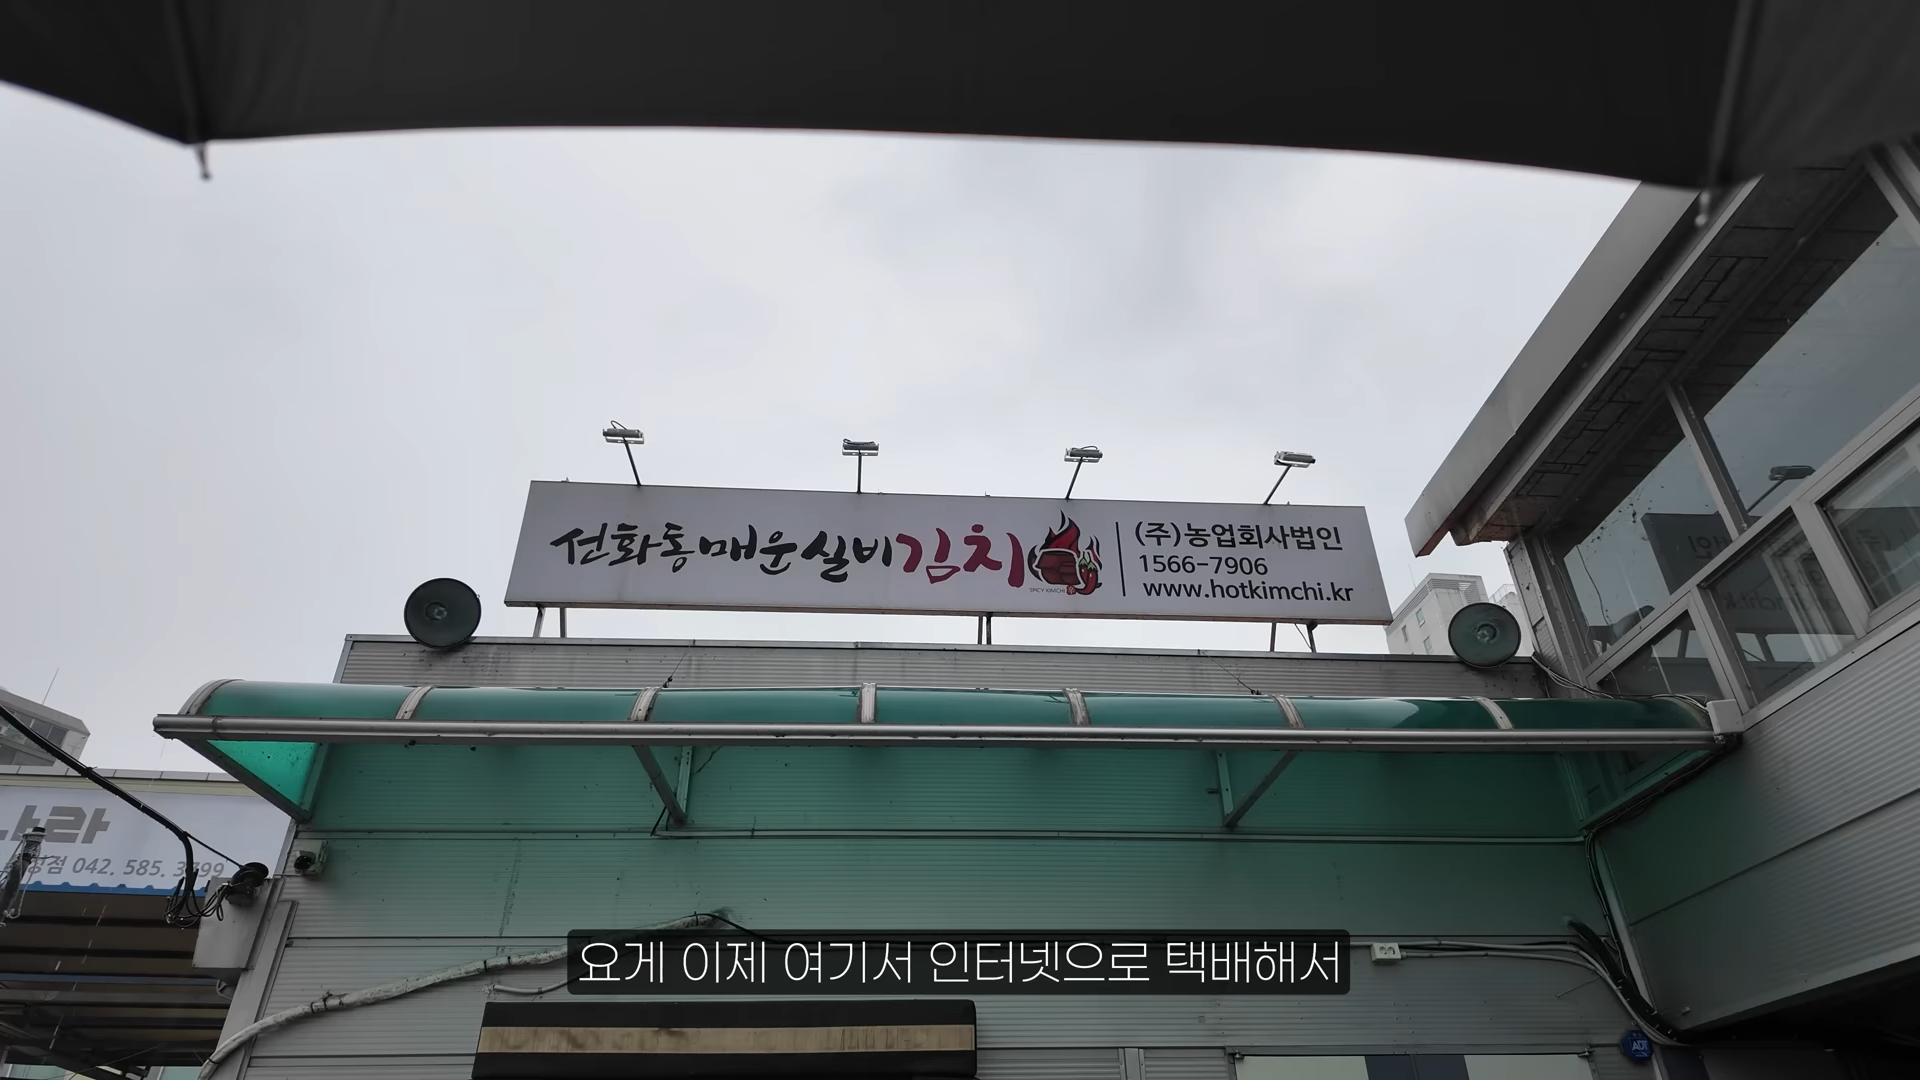 선화동매운실비김치
SPICY KIMCHI
(주)농업회사법인
1566-7906
www.hotkimchi.kr
나라
042. 585.
요게 이제 여기서 인터넷으로 택배해서
ADT